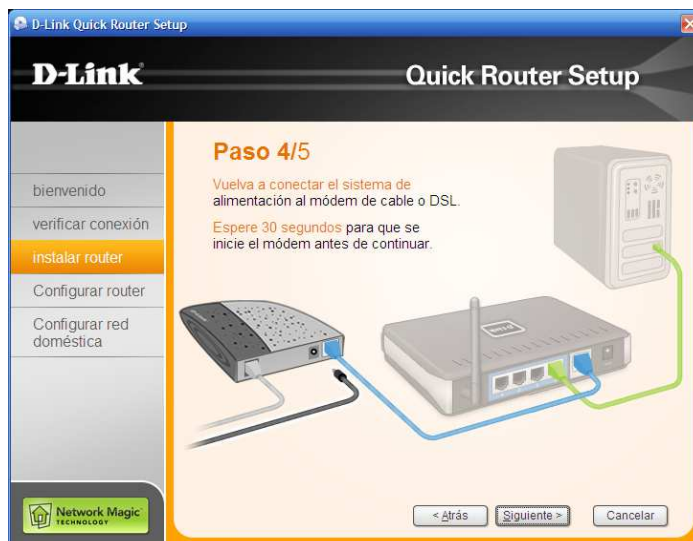 D-Link Quick Router Setup
D-Link
Quick Router Setup
bienvenido
verificar conexión
instalar router
Configurar router
Configurar red
doméstica
Paso 4/5
Vuelva a conectar el sistema de
alimentación al módem de cable o DSL.
Espere 30 segundos para que se
inicie el módem antes de continuar.
Network Magic
TECHNOLOGY
< Atrás
Siguiente >
Cancelar